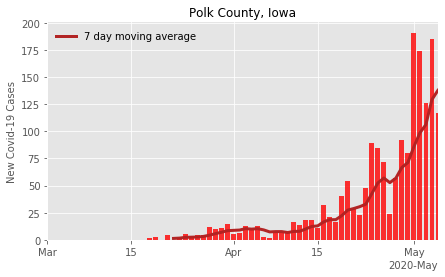 Polk County, Iowa
7 day moving average
New Covid-19 Cases
200
175
150
125
100
75
50
25
0
Mar
15
Apr
15
May
2020-May